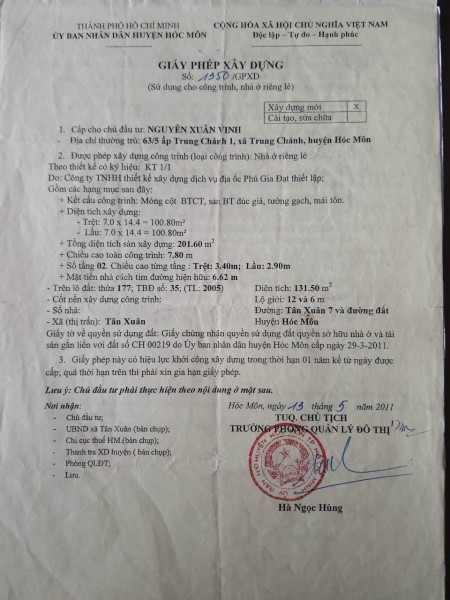 THÀNH PHỐ HỒ CHÍ MINH
ỦY BAN NHÂN DÂN HUYỆN HÓC MÔN
CỘNG HÒA XÃ HỘI CHỦ NGHĨA VIỆT NAM
Độc lập – Tự do – Hạnh phúc
GIẤY PHÉP XÂY DỰNG
Số: 1350/GPXD
(Sử dụng cho công trình, nhà ở riêng lẻ)
Xây dựng mới X
Cải tạo, sửa chữa
1. Cấp cho chủ đầu tư: NGUYỄN XUÂN VINH
- Địa chỉ thường trú: 63/5 ấp Trung Chánh 1, xã Trung Chánh, huyện Hóc Môn
2. Được phép xây dựng công trình (loại công trình): Nhà ở riêng lẻ
Theo thiết kế có ký hiệu: KT 1/1
Do: Công ty TNHH thiết kế xây dựng dịch vụ địa ốc Phú Gia Đạt thiết lập;
Gồm các hạng mục sau đây:
+ Kết cấu công trình: Móng cột BTCT, sàn BT đúc giả, tường gạch, mái tôn.
+ Diện tích xây dựng:
- Trệt: 7.0 x 14.4 = 100.80m²
- Lầu: 7.0 x 14.4 = 100.80m²
+ Tổng diện tích sàn xây dựng: 201.60 m²
+ Chiều cao toàn công trình: 7.80 m
+ Số tầng 02. Chiều cao từng tầng : Trệt: 3.40m; Lầu: 2.90m
+ Mặt tiền nhà cách tim đường hiện hữu: 6.62 m
- Trên lô đất: thửa 177; TBĐ số: 35; (TL: 2005) Diện tích: 131.50 m²
- Cốt nền xây dựng công trình: Lộ giới: 12 và 6 m
- Số nhà: Đường: Tân Xuân 7 và đường đất
- Xã (thị trấn): Tân Xuân Huyện Hóc Môn
Giấy tờ về quyền sử dụng đất: Giấy chứng nhận quyền sử dụng đất quyền sở hữu nhà ở và tài
sản gắn liền với đất số CH 00219 do Ủy ban nhân dân huyện Hóc Môn cấp ngày 29-3-2011.
3. Giấy phép này có hiệu lực khởi công xây dựng trong thời hạn 01 năm kể từ ngày được
cấp; quá thời hạn trên thì phải xin gia hạn giấy phép.
Lưu ý: Chủ đầu tư phải thực hiện theo nội dung ở mặt sau.
Nơi nhận:
- Chủ đầu tư;
- UBND xã Tân Xuân (bản chụp);
- Chi cục thuế HM.(bản chụp);
- Thanh tra XD huyện ( bản chụp);
- Phòng QLĐT;
- Lưu.
Hóc Môn, ngày 13 tháng 5 năm 2011
TUQ. CHỦ TỊCH
TRƯỞNG PHÒNG QUẢN LÝ ĐÔ THỊ
Hà Ngọc Hùng